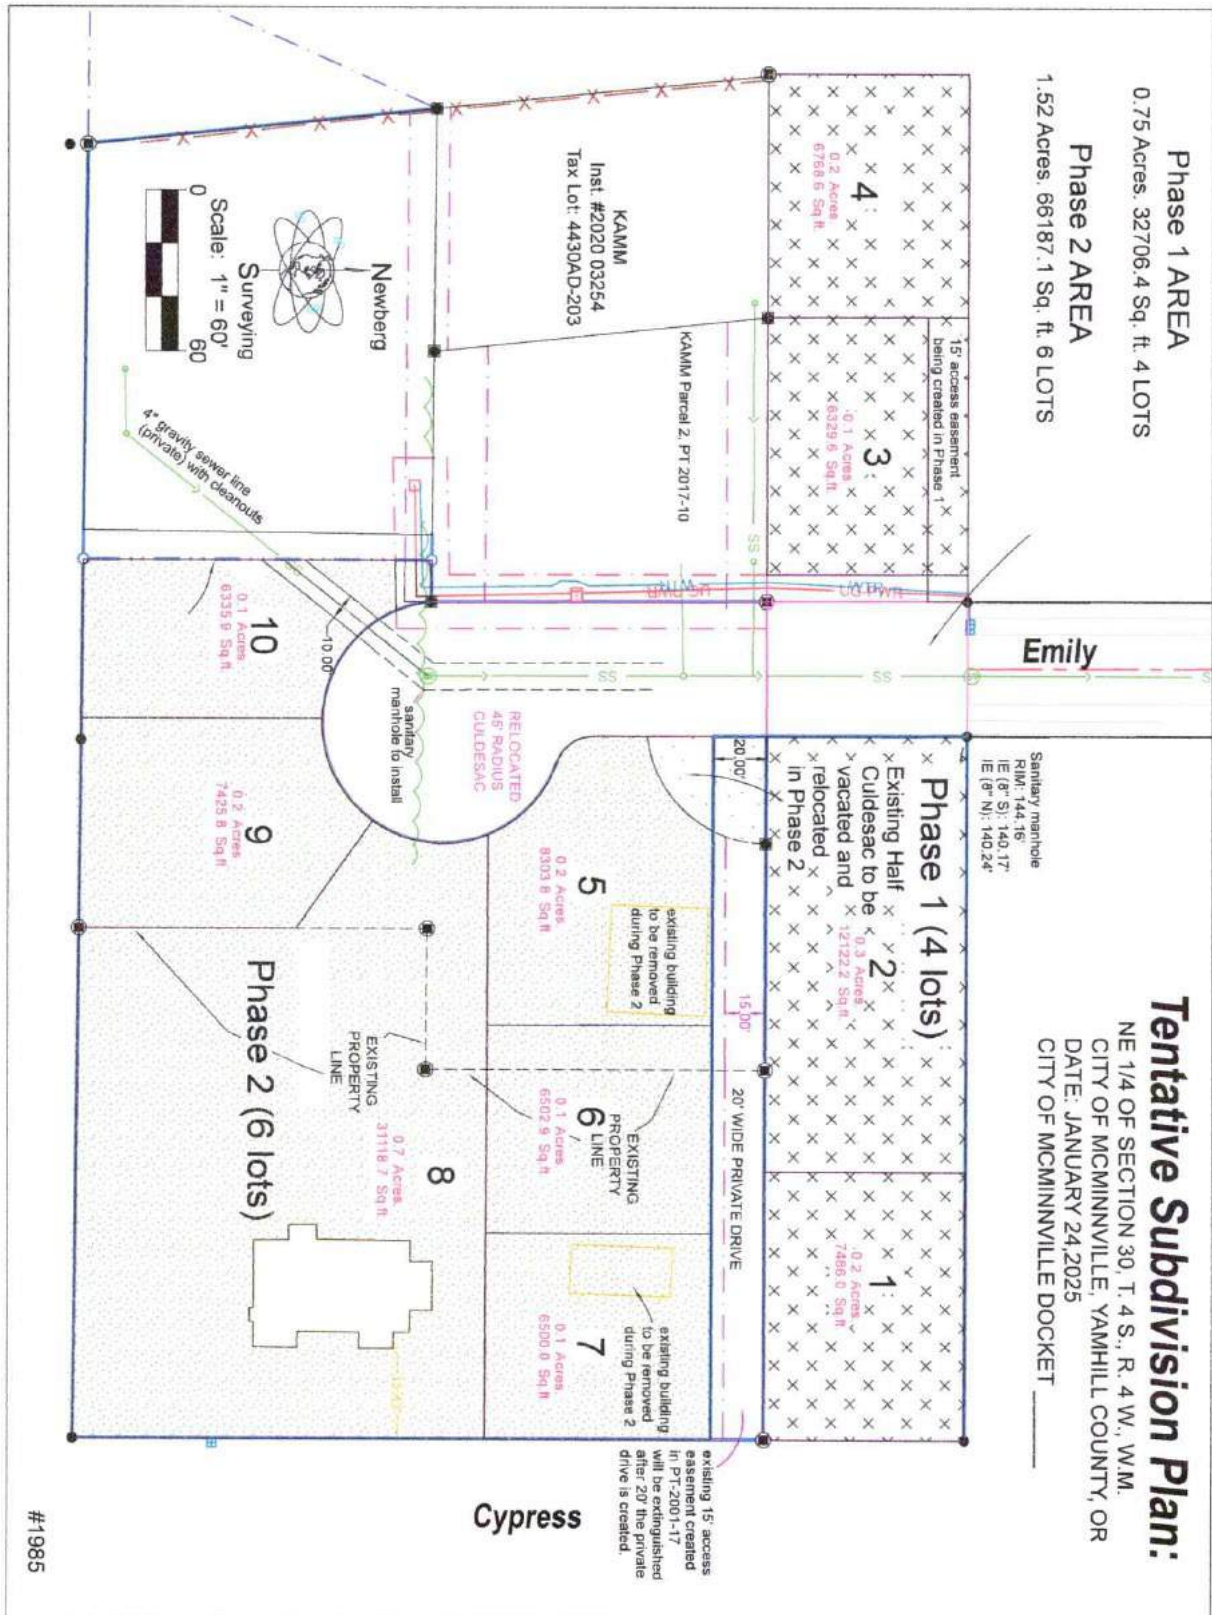 Tentative Subdivision Plan:
NE 1/4 OF SECTION 30, T. 4 S., R. 4 W., W.M.
CITY OF MCMINNVILLE, YAMHILL COUNTY, OR
DATE: JANUARY 24,2025
CITY OF MCMINNVILLE DOCKET ______
Phase 1 AREA
0.75 Acres. 32706.4 Sq. ft. 4 LOTS
Phase 2 AREA
1.52 Acres. 66187.1 Sq. ft. 6 LOTS
Sanitary manhole
RIM: 144.16'
IE (8" S): 140.17'
IE (8" N): 140.24'
Emily
15' access easement
being created in Phase 1
4
0.2 Acres
6768.6 Sq.ft.
3
0.1 Acres
6329.6 Sq.ft.
Phase 1 (4 lots)
Existing Half
Culdesac to be
vacated and
relocated
in Phase 2
2
0.3 Acres
12122.2 Sq.ft.
1
0.2 Acres
7486.0 Sq.ft.
KAMM
Inst. #2020 03254
Tax Lot: 4430AD-203
KAMM Parcel 2, PT 2017-10
SS
SS
SS
SS
20.00'
15.00'
20' WIDE PRIVATE DRIVE
existing 15' access
easement created
in PT-2001-17
will be extinguished
after 20' the private
drive is created.
existing building
to be removed
during Phase 2
5
0.2 Acres
8303.8 Sq.ft.
EXISTING
PROPERTY
LINE
6
0.1 Acres
6502.9 Sq.ft.
existing building
to be removed
during Phase 2
7
0.1 Acres
6500.0 Sq.ft.
RELOCATED
45' RADIUS
CULDESAC
sanitary
manhole to install
Cypress
Newberg
Surveying
Scale: 1" = 60'
0
60
4" gravity sewer line
(private) with cleanouts
10.00
10
0.1 Acres
6335.9 Sq.ft.
9
0.2 Acres
7425.8 Sq.ft
8
0.7 Acres
31118.7 Sq.ft.
EXISTING
PROPERTY
LINE
Phase 2 (6 lots)
#1985